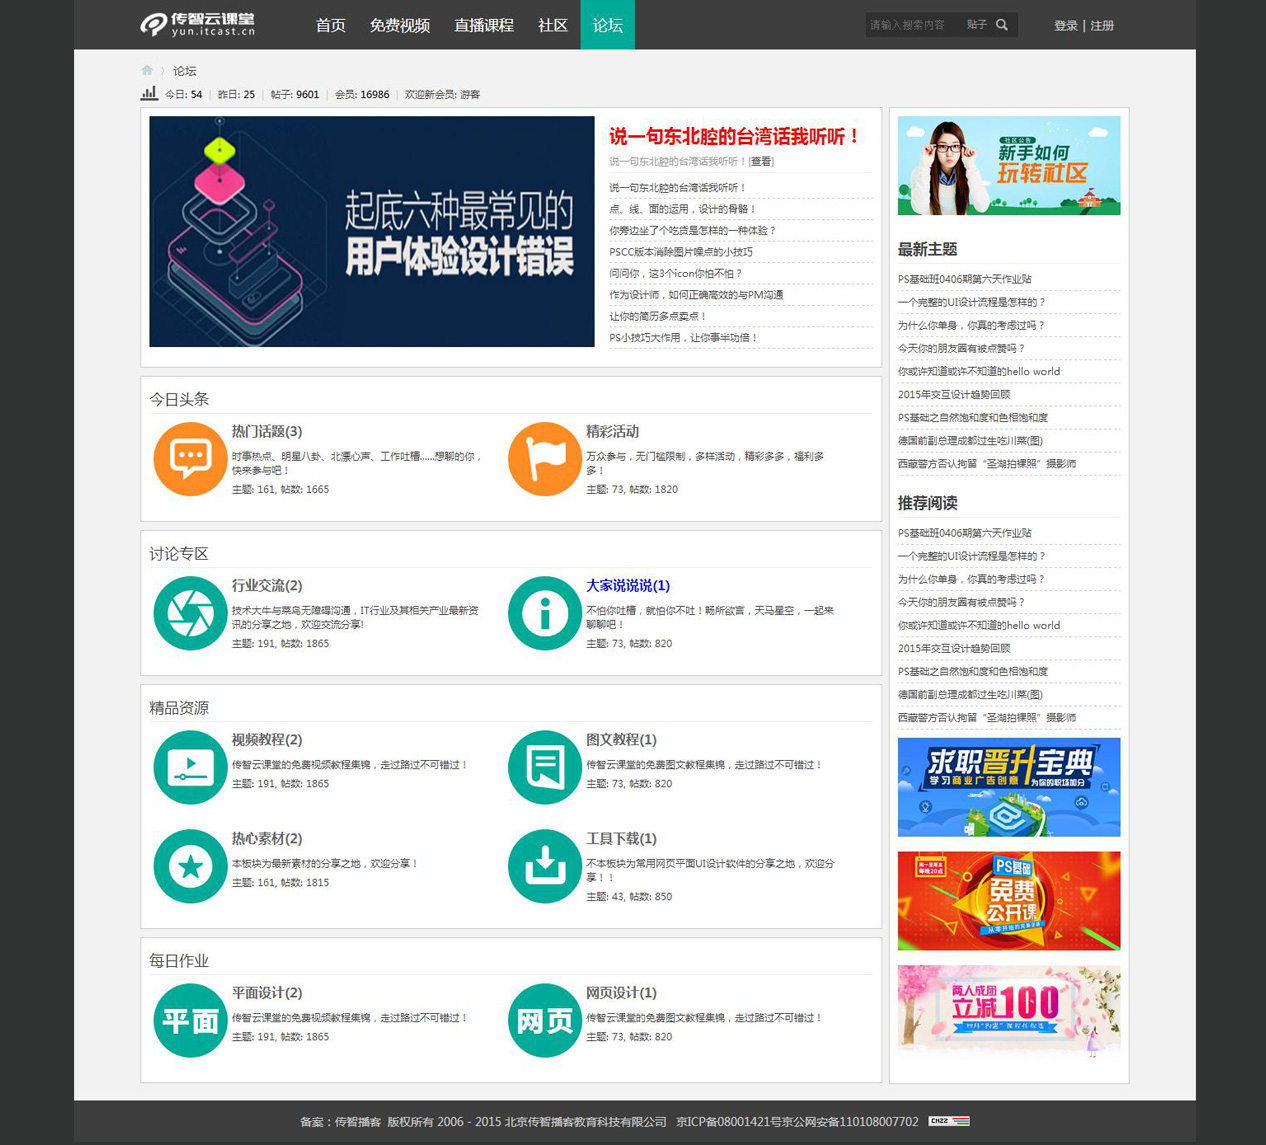 传智云课堂
yun.itcast.cn
首页 免费视频 直播课程 社区 论坛
请输入搜索内容 贴子
登录 | 注册
论坛
今日: 54 | 昨日: 25 | 帖子: 9601 | 会员: 16986 | 欢迎新会员: 游客
起底六种最常见的
用户体验设计错误
说一句东北腔的台湾话我听听！
说一句东北腔的台湾话我听听！[查看]
说一句东北腔的台湾话我听听！
点、线、面的运用，设计的骨骼！
你旁边坐了个吃货是怎样的一种体验？
PSCC版本消除图片噪点的小技巧
问问你，这3个icon你怕不怕？
作为设计师，如何正确高效的与PM沟通
让你的简历多点卖点！
PS小技巧大作用，让你事半功倍！
今日头条
热门话题(3)
时事热点、明星八卦、北漂心声、工作吐槽......想聊的你，
快来参与吧！
主题: 161, 帖数: 1665
精彩活动
万众参与，无门槛限制，多样活动，精彩多多，福利多
多！
主题: 73, 帖数: 1820
讨论专区
行业交流(2)
技术大牛与菜鸟无障碍沟通，IT行业及其相关产业最新资
讯的分享之地，欢迎交流分享!
主题: 191, 帖数: 1865
大家说说说(1)
不怕你吐槽，就怕你不吐！畅所欲言，天马星空，一起来
聊聊吧！
主题: 73, 帖数: 820
精品资源
视频教程(2)
传智云课堂的免费视频教程集锦，走过路过不可错过！
主题: 191, 帖数: 1865
图文教程(1)
传智云课堂的免费图文教程集锦，走过路过不可错过！
主题: 73, 帖数: 820
热心素材(2)
本板块为最新素材的分享之地，欢迎分享！
主题: 161, 帖数: 1815
工具下载(1)
不本板块为常用网页平面UI设计软件的分享之地，欢迎分
享！！
主题: 43, 帖数: 850
每日作业
平面
平面设计(2)
传智云课堂的免费视频教程集锦，走过路过不可错过！
主题: 191, 帖数: 1865
网页
网页设计(1)
传智云课堂的免费图文教程集锦，走过路过不可错过！
主题: 73, 帖数: 820
社区公告
新手如何
玩转社区
最新主题
PS基础班0406期第六天作业贴
一个完整的UI设计流程是怎样的？
为什么你单身，你真的考虑过吗？
今天你的朋友圆有被点赞吗？
你或许知道或许不知道的hello world
2015年交互设计趋势回顾
PS基础之自然饱和度和色相饱和度
德国前副总理成都过生吃川菜(图)
西藏警方否认拘留“圣湖拍裸照”摄影师
推荐阅读
PS基础班0406期第六天作业贴
一个完整的UI设计流程是怎样的？
为什么你单身，你真的考虑过吗？
今天你的朋友圆有被点赞吗？
你或许知道或许不知道的hello world
2015年交互设计趋势回顾
PS基础之自然饱和度和色相饱和度
德国前副总理成都过生吃川菜(图)
西藏警方否认拘留“圣湖拍裸照”摄影师
求职晋升宝典
学习商业广告创意 为你的职场加分
周一至周五
每晚20点
PS基础
免费
公开课
两人成团
立减100
备案：传智播客 版权所有 2006 - 2015 北京传智播客教育科技有限公司 京ICP备08001421号京公网安备110108007702
CNZZ